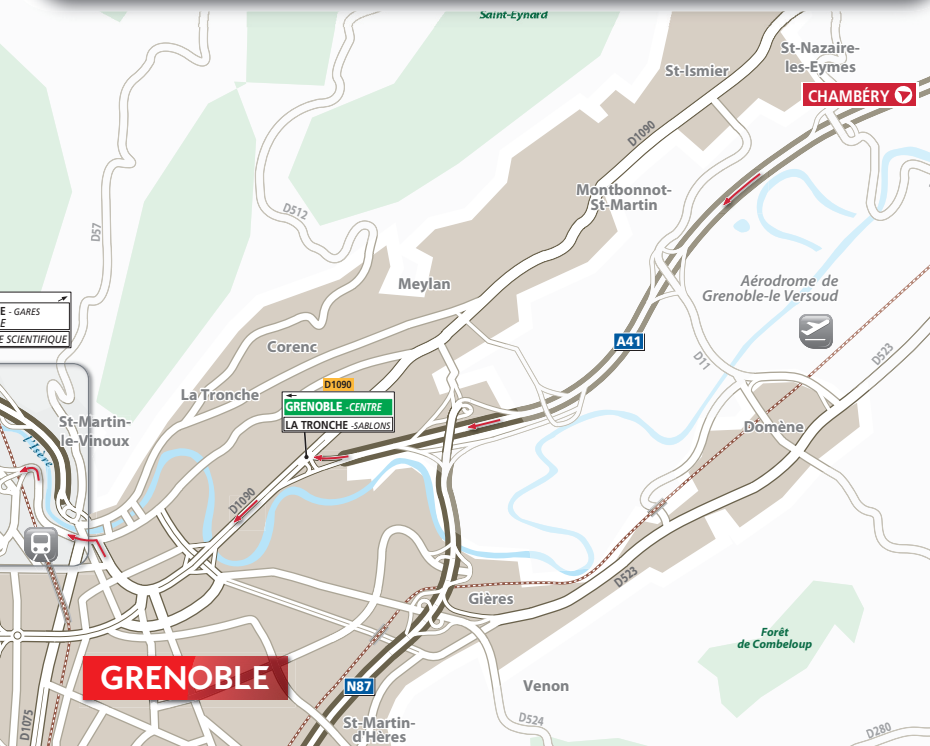 Saint-Eynard
St-Nazaire-
les-Eymes
St-Ismier
CHAMBÉRY
D1090
Montbonnot-
St-Martin
D512
D57
Meylan
Aérodrome de
Grenoble-le Versoud
E - GARES
E
E SCIENTIFIQUE
A41
Corenc
D11
D523
D1090
La Tronche
GRENOBLE -CENTRE
LA TRONCHE -SABLONS
St-Martin-
le-Vinoux
l'Isère
Domène
D1090
D523
Gières
Forêt
de Combeloup
GRENOBLE
N87
Venon
D1075
St-Martin-
d'Hères
D524
D280